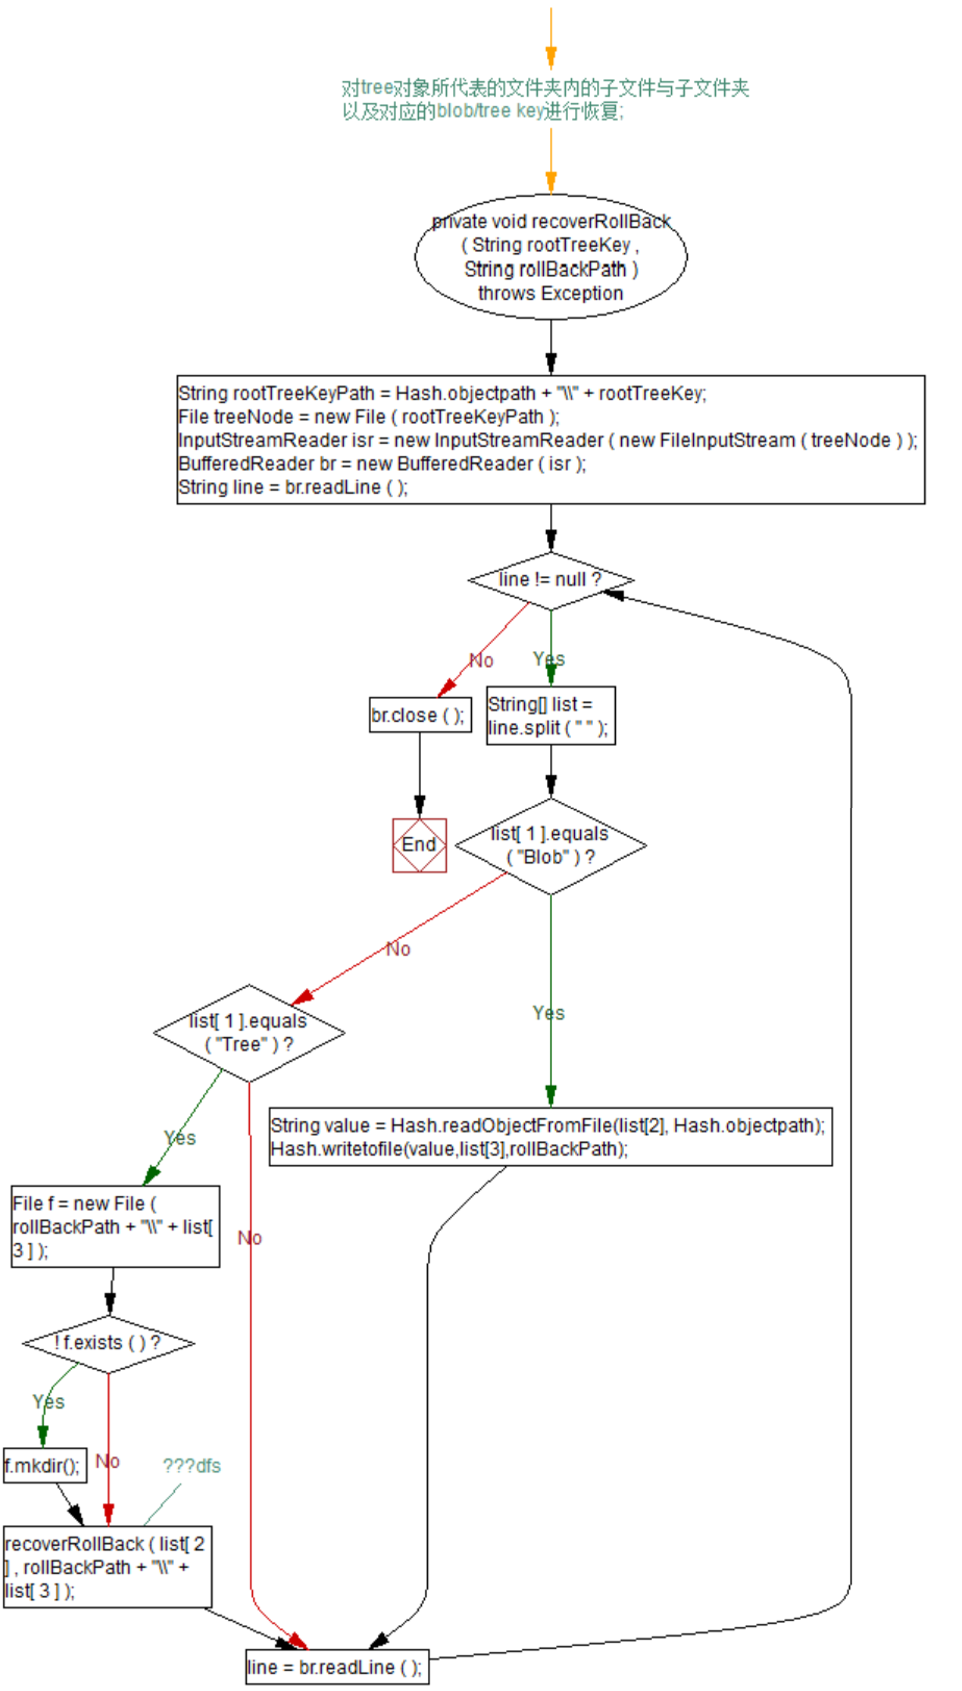 对tree对象所代表的文件夹内的子文件与子文件夹
以及对应的blob/tree key进行恢复;
private void recoverRollBack
( String rootTreeKey ,
String rollBackPath )
throws Exception
String rootTreeKeyPath = Hash.objectpath + "\\" + rootTreeKey;
File treeNode = new File ( rootTreeKeyPath );
InputStreamReader isr = new InputStreamReader ( new FileInputStream ( treeNode ) );
BufferedReader br = new BufferedReader ( isr );
String line = br.readLine ( );
line != null ?
No
Yes
br.close ( );
String[] list =
line.split ( " " );
End
list[ 1 ].equals
( "Blob" ) ?
No
Yes
list[ 1 ].equals
( "Tree" ) ?
Yes
No
String value = Hash.readObjectFromFile(list[2], Hash.objectpath);
Hash.writetofile(value,list[3],rollBackPath);
File f = new File (
rollBackPath + "\\" + list[
3 ] );
! f.exists ( ) ?
Yes
No
f.mkdir();
???dfs
recoverRollBack ( list[ 2
] , rollBackPath + "\\" +
list[ 3 ] );
line = br.readLine ( );